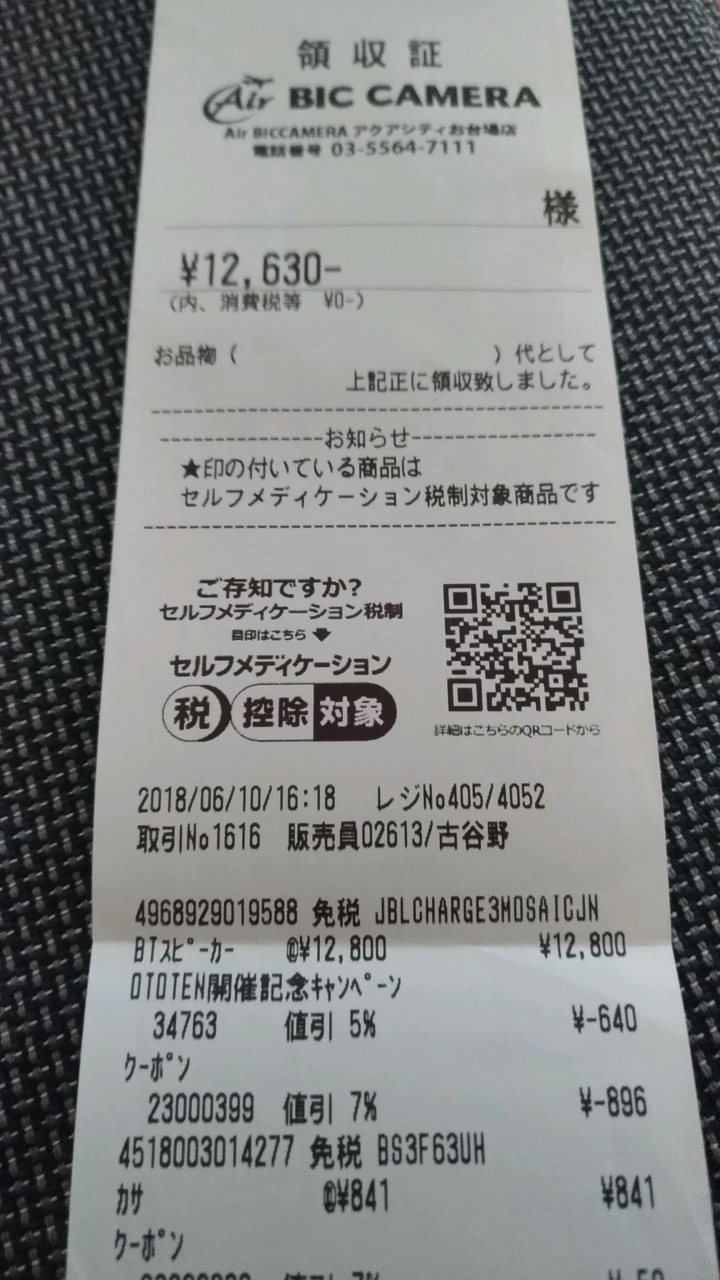 領収証
Air BIC CAMERA
Air BICCAMERA アクアシティお台場店
電話番号 03-5564-7111
様
¥12,630-
(内、消費税等 ¥0-)
お品物( )代として
上記正に領収致しました。
---------------お知らせ---------------
★印の付いている商品は
セルフメディケーション税制対象商品です
ご存知ですか?
セルフメディケーション税制
目印はこちら
セルフメディケーション
税 控除 対象
詳細はこちらのQRコードから
2018/06/10/16:18 レジNo405/4052
取引No1616 販売員02613/古谷野
4968929019588 免税 JBLCHARGE3MOSAICJN
BTスピーカー @¥12,800 ¥12,800
OTOTEN開催記念キャンペーン
34763 値引 5% ¥-640
クーポン
23000399 値引 7% ¥-896
4518003014277 免税 BS3F63UH
カサ @¥841 ¥841
クーポン